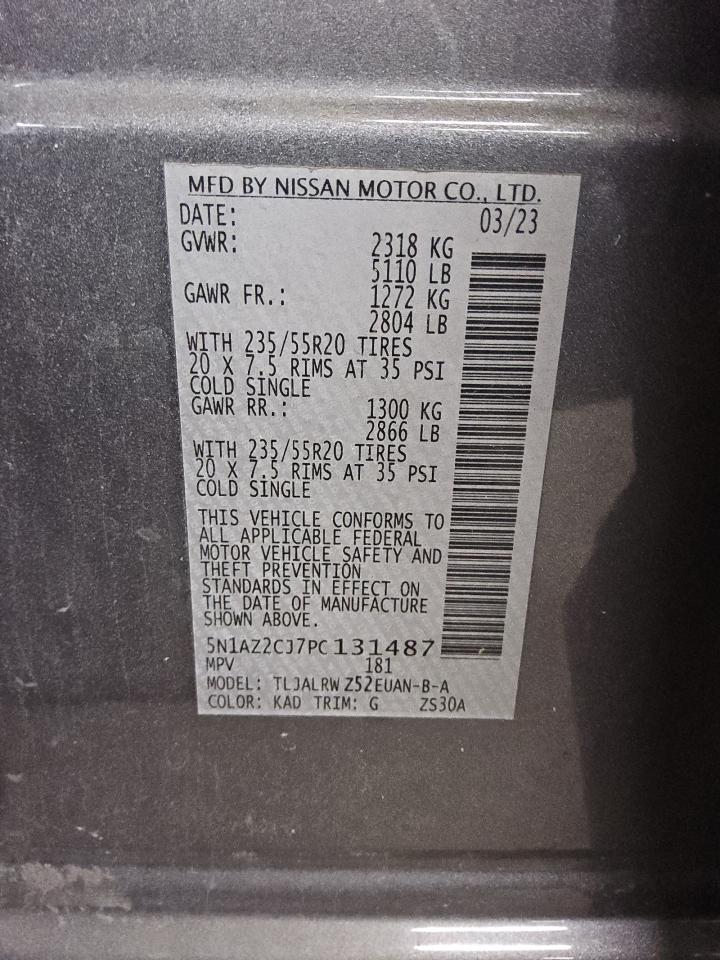 MFD BY NISSAN MOTOR CO., LTD.
DATE: 03/23
GVWR: 2318 KG
5110 LB
GAWR FR.: 1272 KG
2804 LB
WITH 235/55R20 TIRES
20 X 7.5 RIMS AT 35 PSI
COLD SINGLE
GAWR RR.: 1300 KG
2866 LB
WITH 235/55R20 TIRES
20 X 7.5 RIMS AT 35 PSI
COLD SINGLE
THIS VEHICLE CONFORMS TO
ALL APPLICABLE FEDERAL
MOTOR VEHICLE SAFETY AND
THEFT PREVENTION
STANDARDS IN EFFECT ON
THE DATE OF MANUFACTURE
SHOWN ABOVE.
5N1AZ2CJ7PC131487
MPV 181
MODEL: TLJALRW Z52EUAN-B-A
COLOR: KAD TRIM: G ZS30A